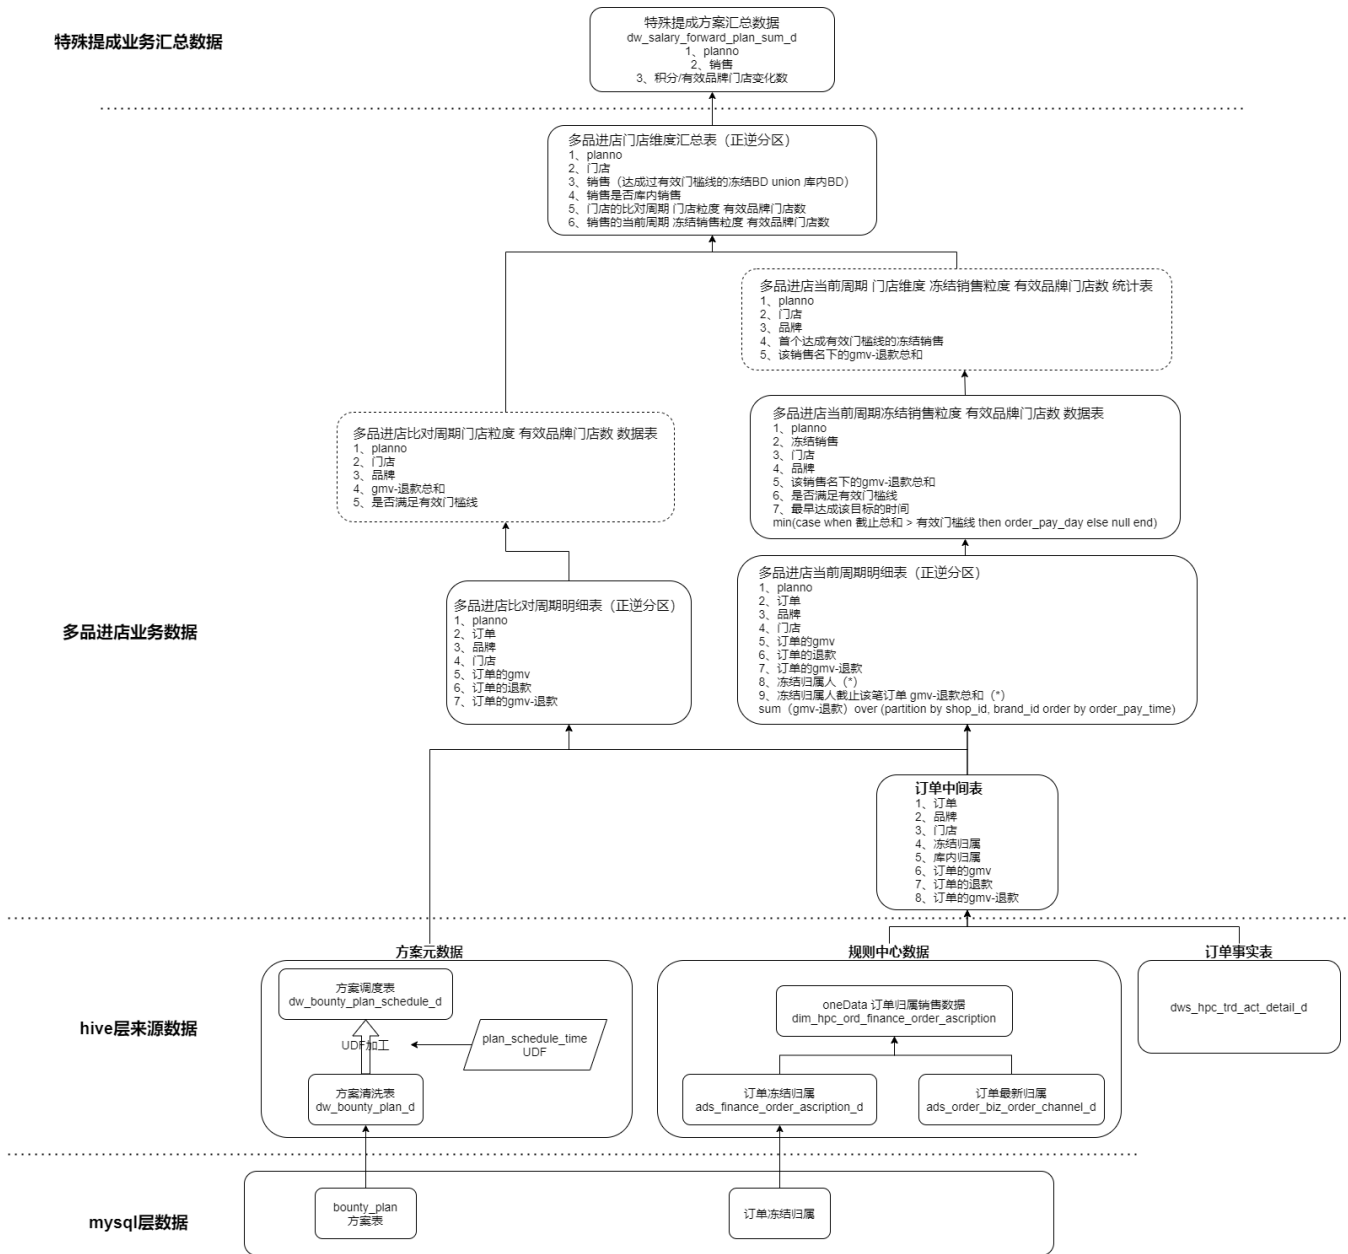 特殊提成业务汇总数据
特殊提成方案汇总数据
dw_salary_forward_plan_sum_d
1、planno
2、销售
3、积分/有效品牌门店变化数
多品进店门店维度汇总表（正逆分区）
1、planno
2、门店
3、销售（达成过有效门槛线的冻结BD union 库内BD）
4、销售是否库内销售
5、门店的比对周期 门店粒度 有效品牌门店数
6、销售的当前周期 冻结销售粒度 有效品牌门店数
多品进店当前周期 门店维度 冻结销售粒度 有效品牌门店数 统计表
1、planno
2、门店
3、品牌
4、首个达成有效门槛线的冻结销售
5、该销售名下的gmv-退款总和
多品进店比对周期门店粒度 有效品牌门店数 数据表
1、planno
2、门店
3、品牌
4、gmv-退款总和
5、是否满足有效门槛线
多品进店当前周期冻结销售粒度 有效品牌门店数 数据表
1、planno
2、冻结销售
3、门店
4、品牌
5、该销售名下的gmv-退款总和
6、是否满足有效门槛线
7、最早达成该目标的时间
min(case when 截止总和 > 有效门槛线 then order_pay_day else null end)
多品进店业务数据
多品进店比对周期明细表（正逆分区）
1、planno
2、订单
3、品牌
4、门店
5、订单的gmv
6、订单的退款
7、订单的gmv-退款
多品进店当前周期明细表（正逆分区）
1、planno
2、订单
3、品牌
4、门店
5、订单的gmv
6、订单的退款
7、订单的gmv-退款
8、冻结归属人（*）
9、冻结归属人截止该笔订单 gmv-退款总和（*）
sum（gmv-退款）over (partition by shop_id, brand_id order by order_pay_time)
订单中间表
1、订单
2、品牌
3、门店
4、冻结归属
5、库内归属
6、订单的gmv
7、订单的退款
8、订单的gmv-退款
hive层来源数据
方案元数据
方案调度表
dw_bounty_plan_schedule_d
UDF加工
plan_schedule_time
UDF
方案清洗表
dw_bounty_plan_d
规则中心数据
oneData 订单归属销售数据
dim_hpc_ord_finance_order_ascription
订单冻结归属
ads_finance_order_ascription_d
订单最新归属
ads_order_biz_order_channel_d
订单事实表
dws_hpc_trd_act_detail_d
mysql层数据
bounty_plan
方案表
订单冻结归属